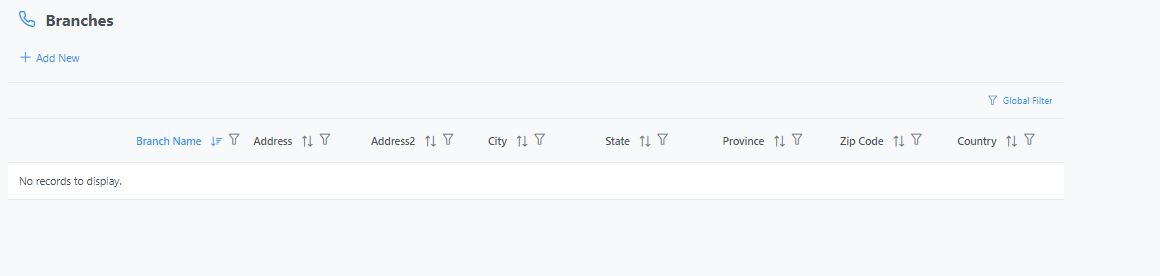 Branches
Add New
Global Filter
Branch Name Address Address2 City State Province Zip Code Country
No records to display.